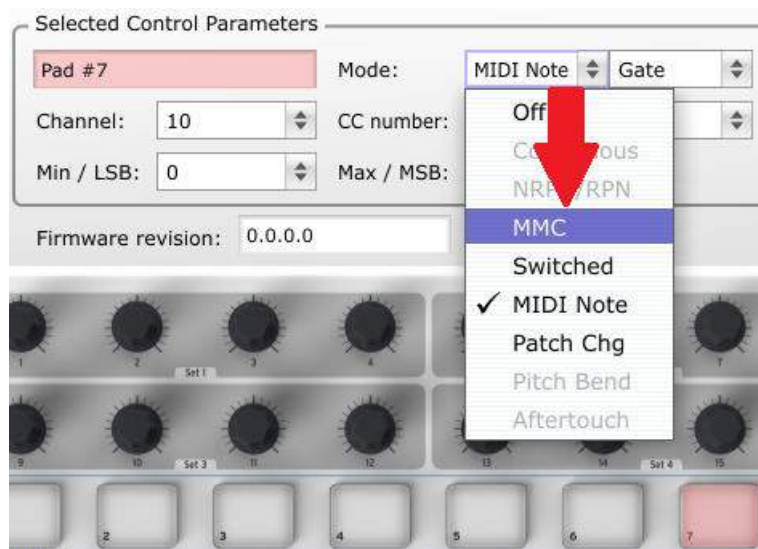 Selected Control Parameters
Pad #7 Mode: MIDI Note Gate
Channel: 10 CC number:
Min / LSB: 0 Max / MSB:
Off
NRPN/RPN
MMC
Switched
✓ MIDI Note
Patch Chg
Pitch Bend
Aftertouch
Firmware revision: 0.0.0.0
1 2 3 4 7
Set 1
9 10 11 12 13 14 15
Set 3 Set 4
2 3 4 5 6 7